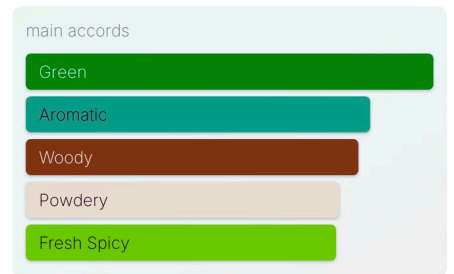 main accords
Green
Aromatic
Woody
Powdery
Fresh Spicy